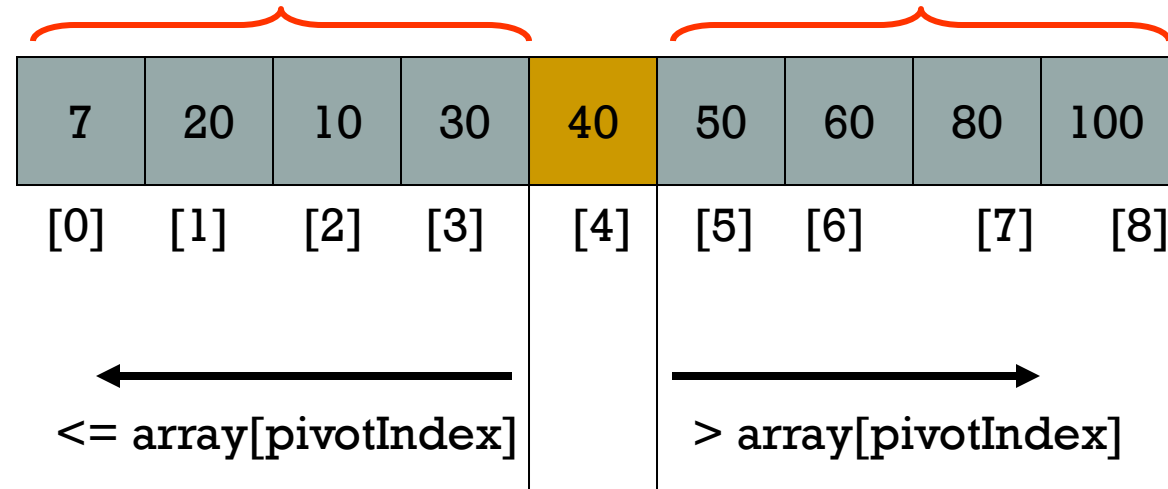 7 20 10 30 40 50 60 80 100
[0] [1] [2] [3] [4] [5] [6] [7] [8]
<= array[pivotIndex] > array[pivotIndex]